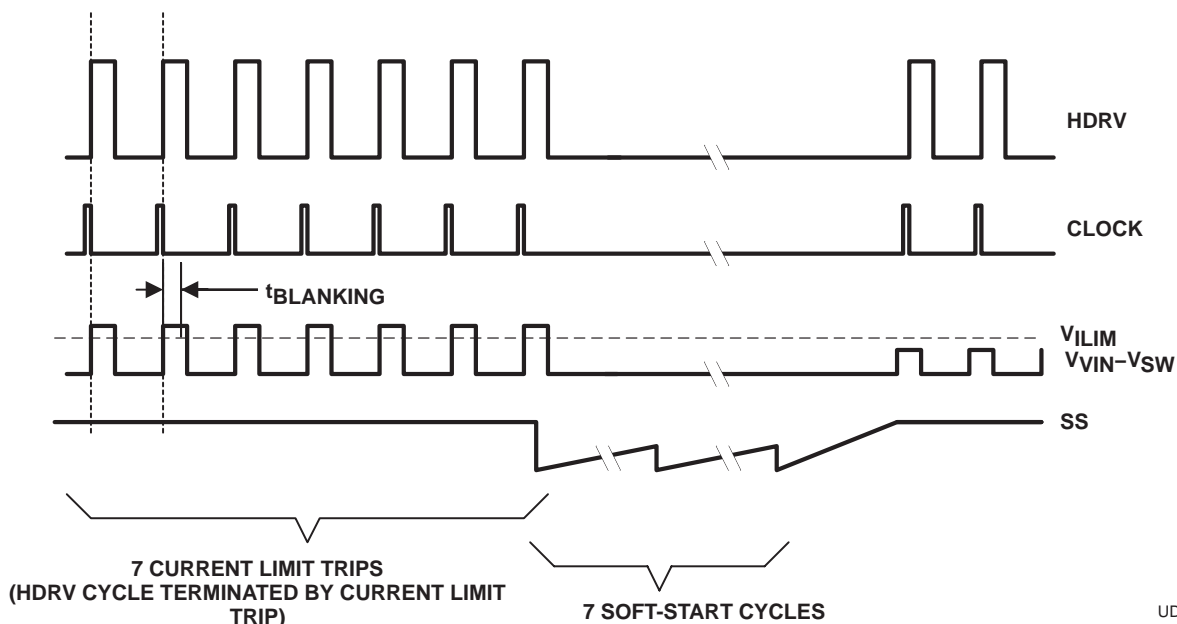 HDRV
CLOCK
tBLANKING
VILIM
VVIN–VSW
SS
7 CURRENT LIMIT TRIPS
(HDRV CYCLE TERMINATED BY CURRENT LIMIT
TRIP)
7 SOFT-START CYCLES
UD